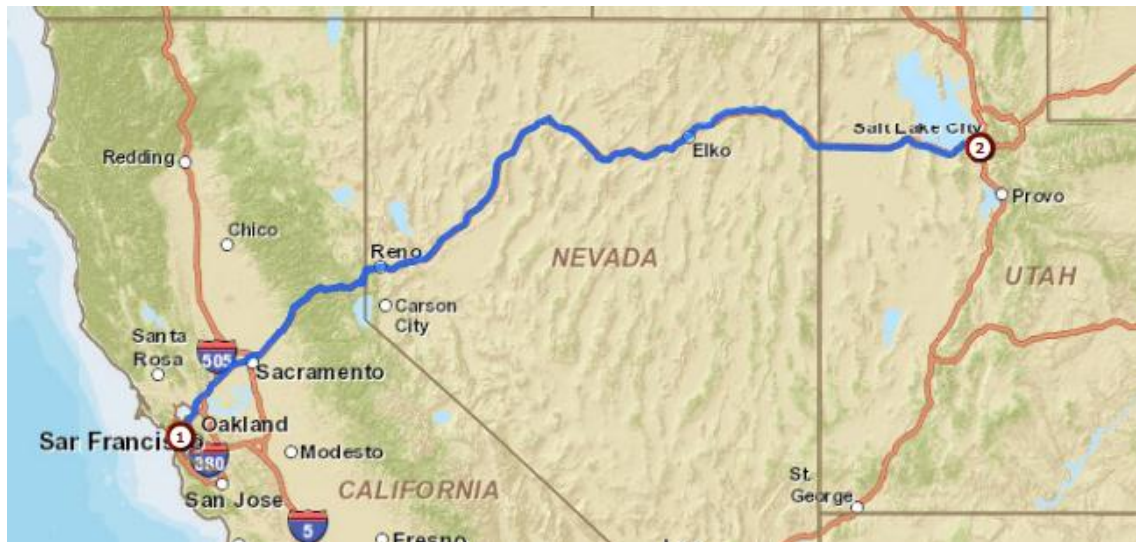 Redding
Chico
Reno
Elko
Salt Lake City
2
Provo
NEVADA
UTAH
Carson
City
Santa
Rosa
505
Sacramento
Oakland
Sar Francisco
1
380
Modesto
San Jose
CALIFORNIA
5
Fresno
St.
George